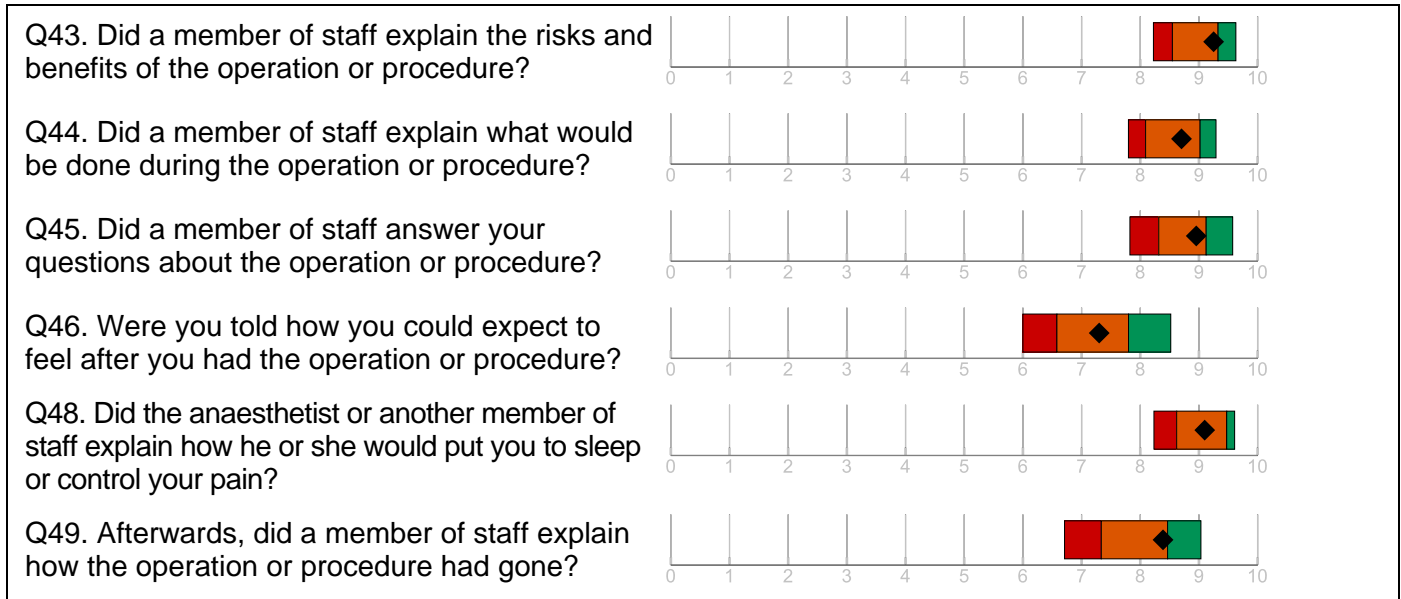 Q43. Did a member of staff explain the risks and
benefits of the operation or procedure?
0 1 2 3 4 5 6 7 8 9 10
Q44. Did a member of staff explain what would
be done during the operation or procedure?
0 1 2 3 4 5 6 7 8 9 10
Q45. Did a member of staff answer your
questions about the operation or procedure?
0 1 2 3 4 5 6 7 8 9 10
Q46. Were you told how you could expect to
feel after you had the operation or procedure?
0 1 2 3 4 5 6 7 8 9 10
Q48. Did the anaesthetist or another member of
staff explain how he or she would put you to sleep
or control your pain?
0 1 2 3 4 5 6 7 8 9 10
Q49. Afterwards, did a member of staff explain
how the operation or procedure had gone?
0 1 2 3 4 5 6 7 8 9 10